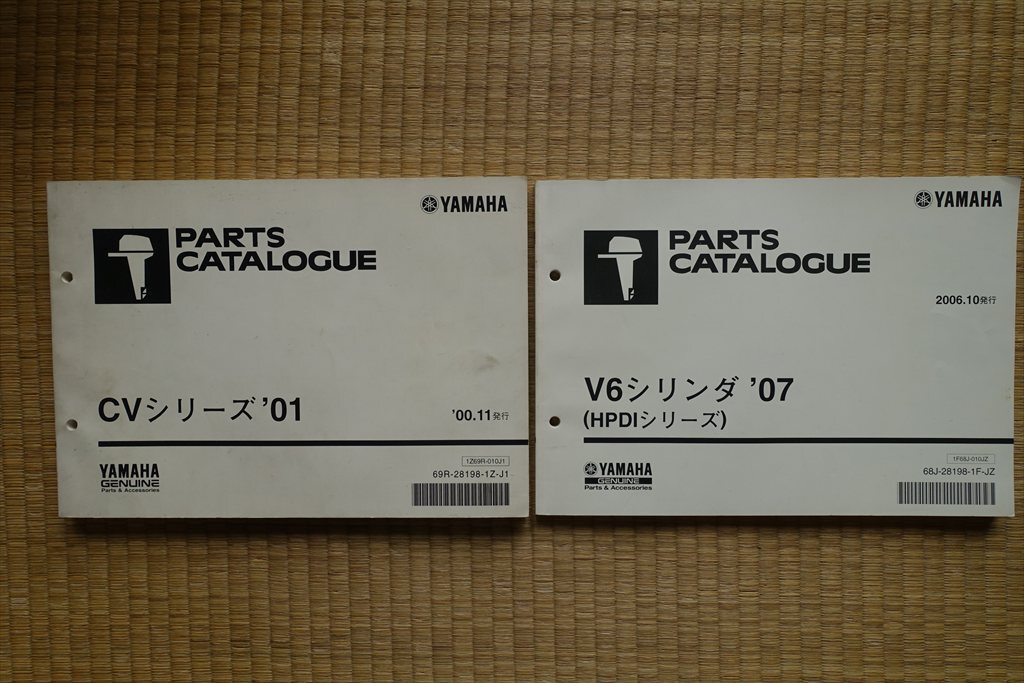 YAMAHA
PARTS
CATALOGUE
CVシリーズ '01
'00.11発行
YAMAHA
GENUINE
Parts & Accessories
1Z69R-010J1
69R-28198-1Z-J1
YAMAHA
PARTS
CATALOGUE
2006.10発行
V6シリンダ '07
(HPDIシリーズ)
YAMAHA
GENUINE
Parts & Accessories
1F68J-010JZ
68J-28198-1F-JZ